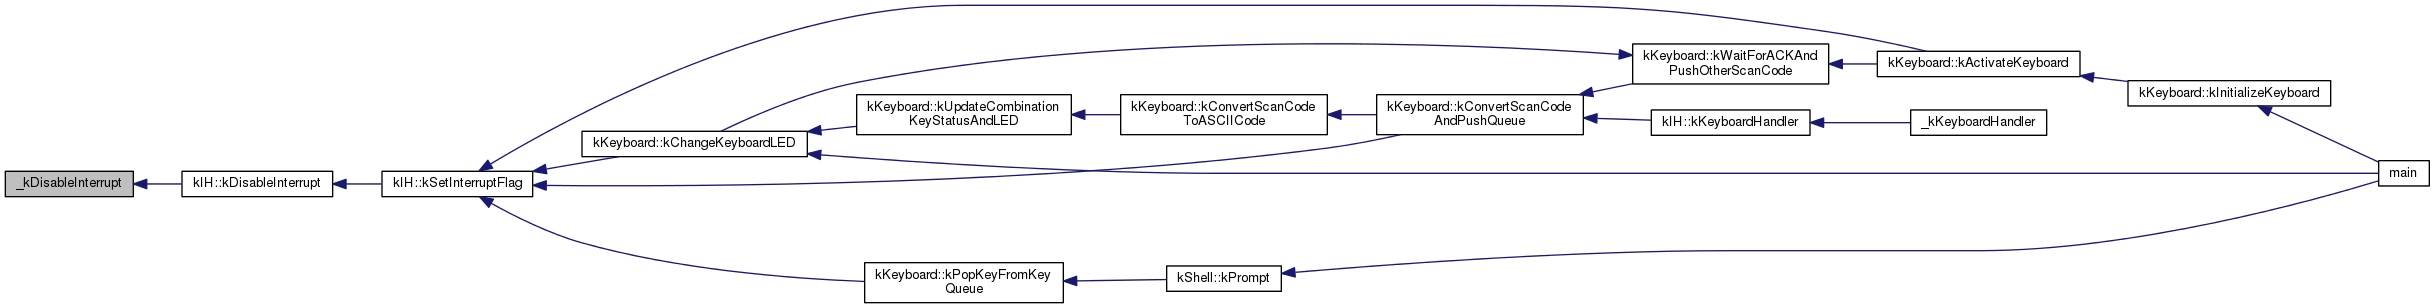 _kDisableInterrupt
kIH::kDisableInterrupt
kIH::kSetInterruptFlag
kKeyboard::kChangeKeyboardLED
kKeyboard::kUpdateCombination
KeyStatusAndLED
kKeyboard::kConvertScanCode
ToASCIICode
kKeyboard::kConvertScanCode
AndPushQueue
kKeyboard::kWaitForACKAnd
PushOtherScanCode
kKeyboard::kActivateKeyboard
kKeyboard::kInitializeKeyboard
kIH::kKeyboardHandler
_kKeyboardHandler
main
kKeyboard::kPopKeyFromKey
Queue
kShell::kPrompt